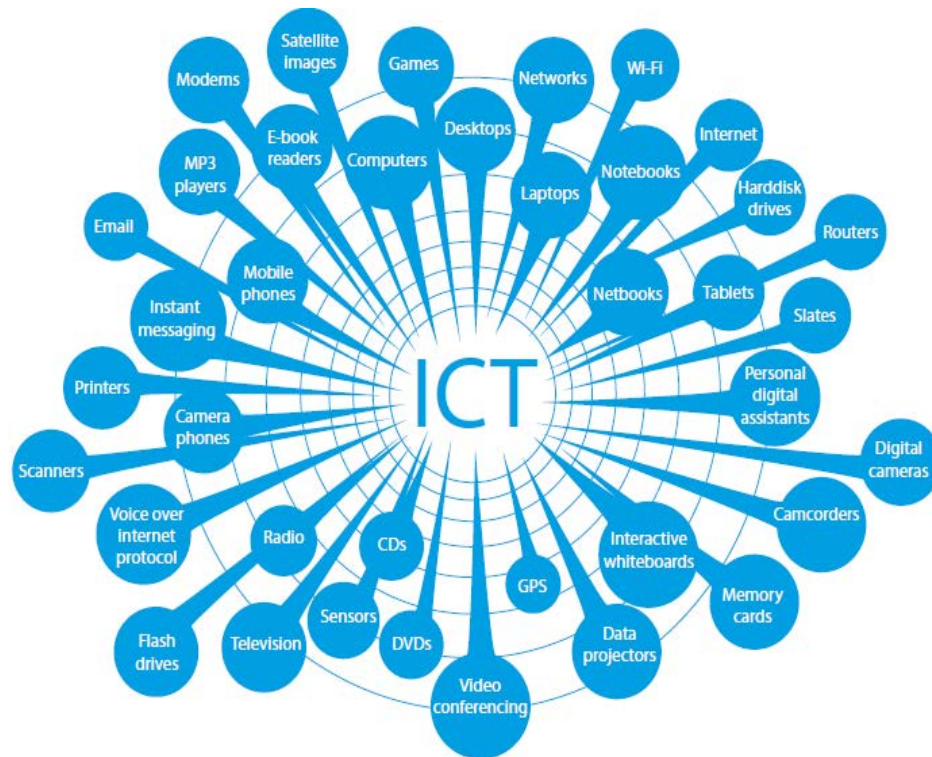 Satellite
images
Games
Networks
Wi-Fi
Modems
E-book
readers
Computers
Desktops
Laptops
Notebooks
Internet
MP3
players
Harddisk
drives
Email
Mobile
phones
Netbooks
Tablets
Routers
Instant
messaging
Slates
Printers
ICT
Personal
digital
assistants
Camera
phones
Scanners
Digital
cameras
Voice over
internet
protocol
Radio
CDs
GPS
Interactive
whiteboards
Camcorders
Memory
cards
Flash
drives
Television
Sensors
DVDs
Video
conferencing
Data
projectors